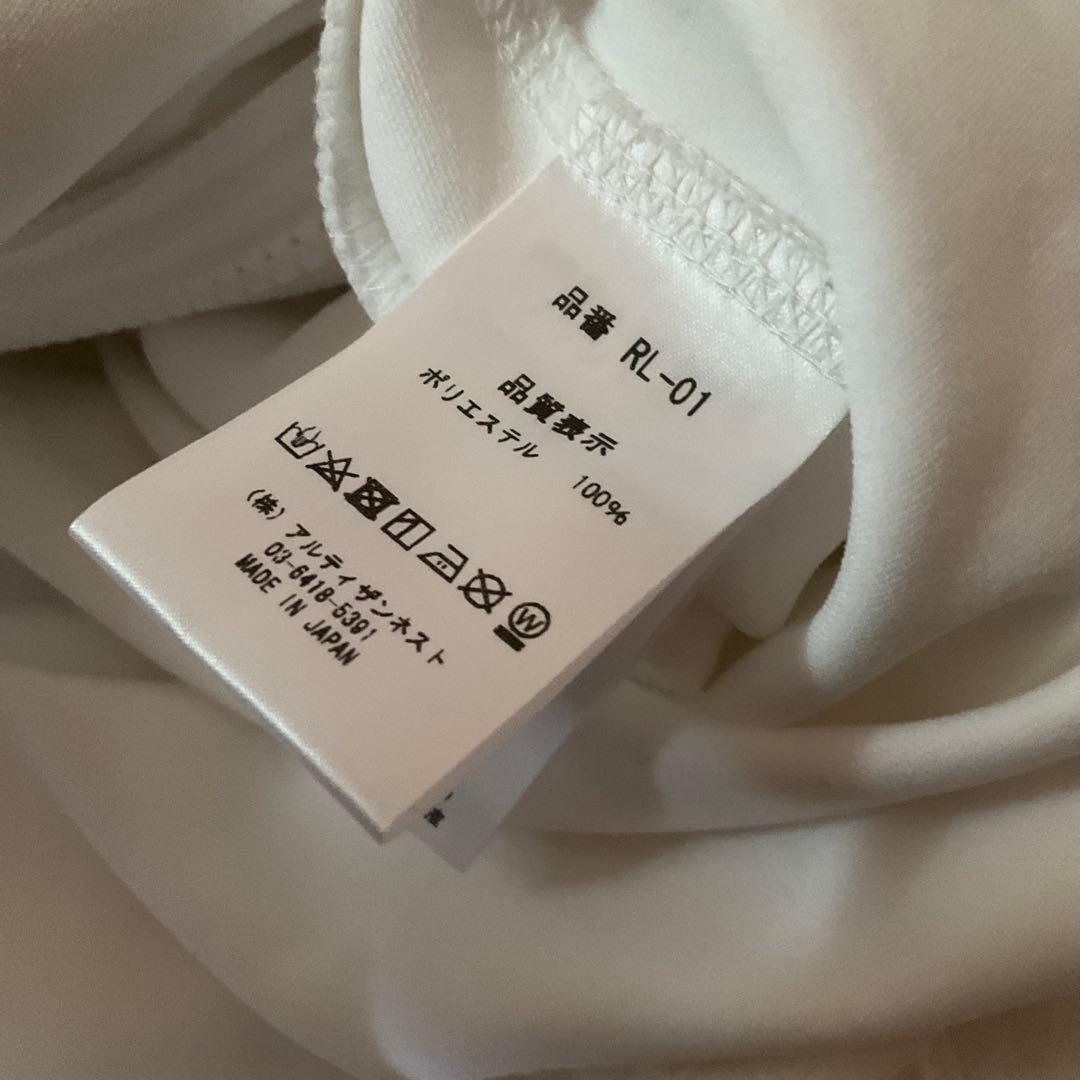 品番 RL-01
品質表示
ポリエステル 100%
W
(株)アルティザンネスト
03-6418-5391
MADE IN JAPAN
産